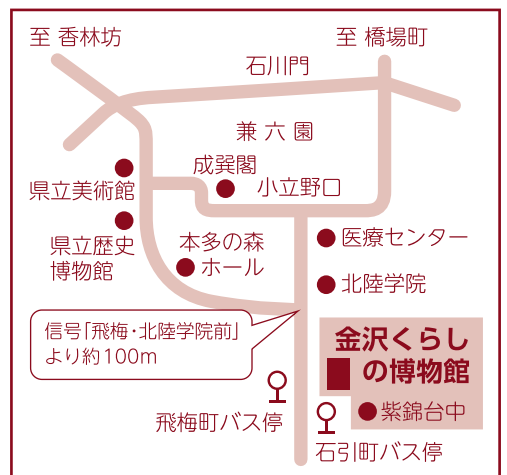 至 香林坊
至 橋場町
石川門
兼六園
成巽閣
小立野口
県立美術館
県立歴史
博物館
本多の森
ホール
医療センター
北陸学院
信号「飛梅・北陸学院前」
より約100m
金沢くらし
の博物館
紫錦台中
飛梅町バス停
石引町バス停